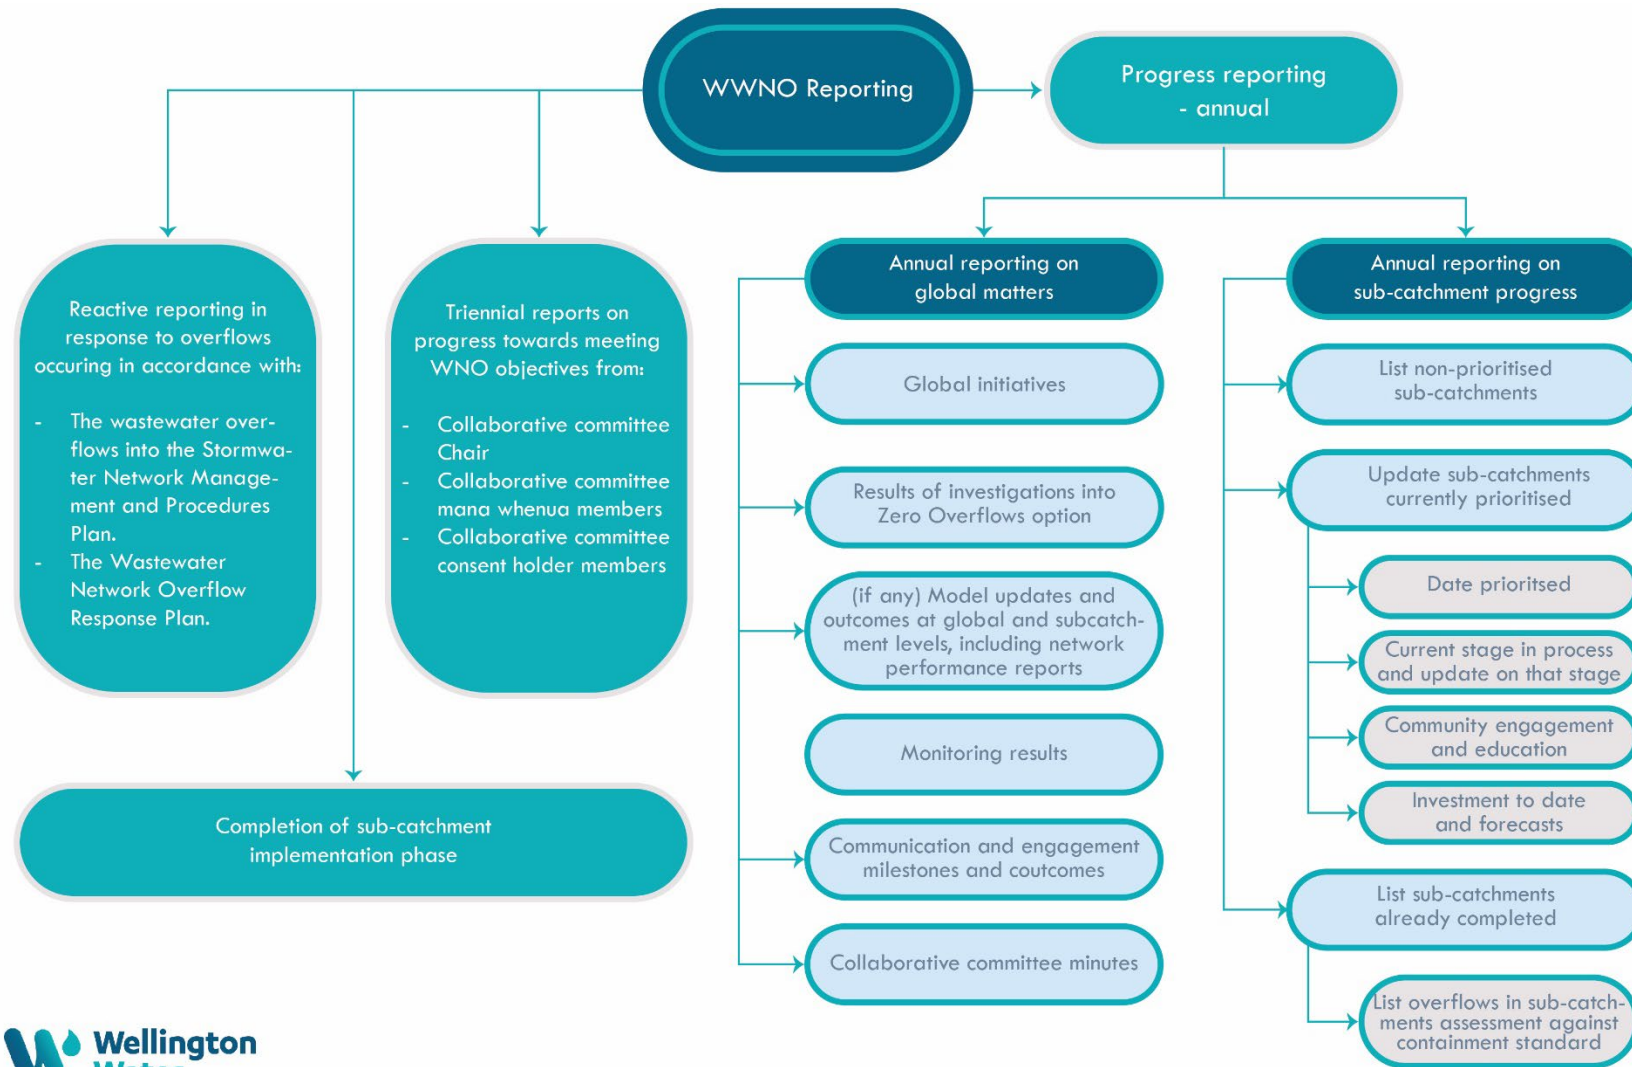 WWNO Reporting
Progress reporting
- annual
Reactive reporting in
response to overflows
occuring in accordance with:
- The wastewater over-
flows into the Stormwa-
ter Network Manage-
ment and Procedures
Plan.
- The Wastewater
Network Overflow
Response Plan.
Triennial reports on
progress towards meeting
WNO objectives from:
- Collaborative committee
Chair
- Collaborative committee
mana whenua members
- Collaborative committee
consent holder members
Completion of sub-catchment
implementation phase
Annual reporting on
global matters
Global initiatives
Results of investigations into
Zero Overflows option
(if any) Model updates and
outcomes at global and subcatch-
ment levels, including network
performance reports
Monitoring results
Communication and engagement
milestones and coutcomes
Collaborative committee minutes
Annual reporting on
sub-catchment progress
List non-prioritised
sub-catchments
Update sub-catchments
currently prioritised
Date prioritsed
Current stage in process
and update on that stage
Community engagement
and education
Investment to date
and forecasts
List sub-catchments
already completed
List overflows in sub-catch-
ments assessment against
containment standard
Wellington
Water